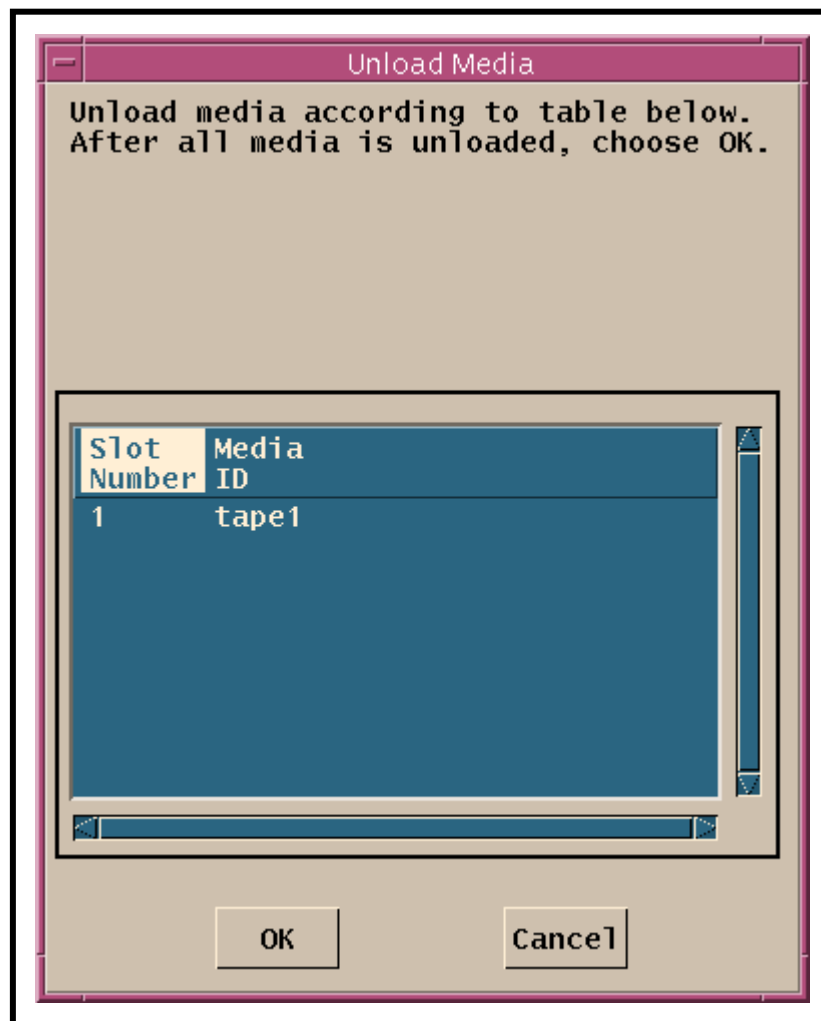 Unload Media
Unload media according to table below.
After all media is unloaded, choose OK.
Slot Media
Number ID
1 tape1
OK Cancel